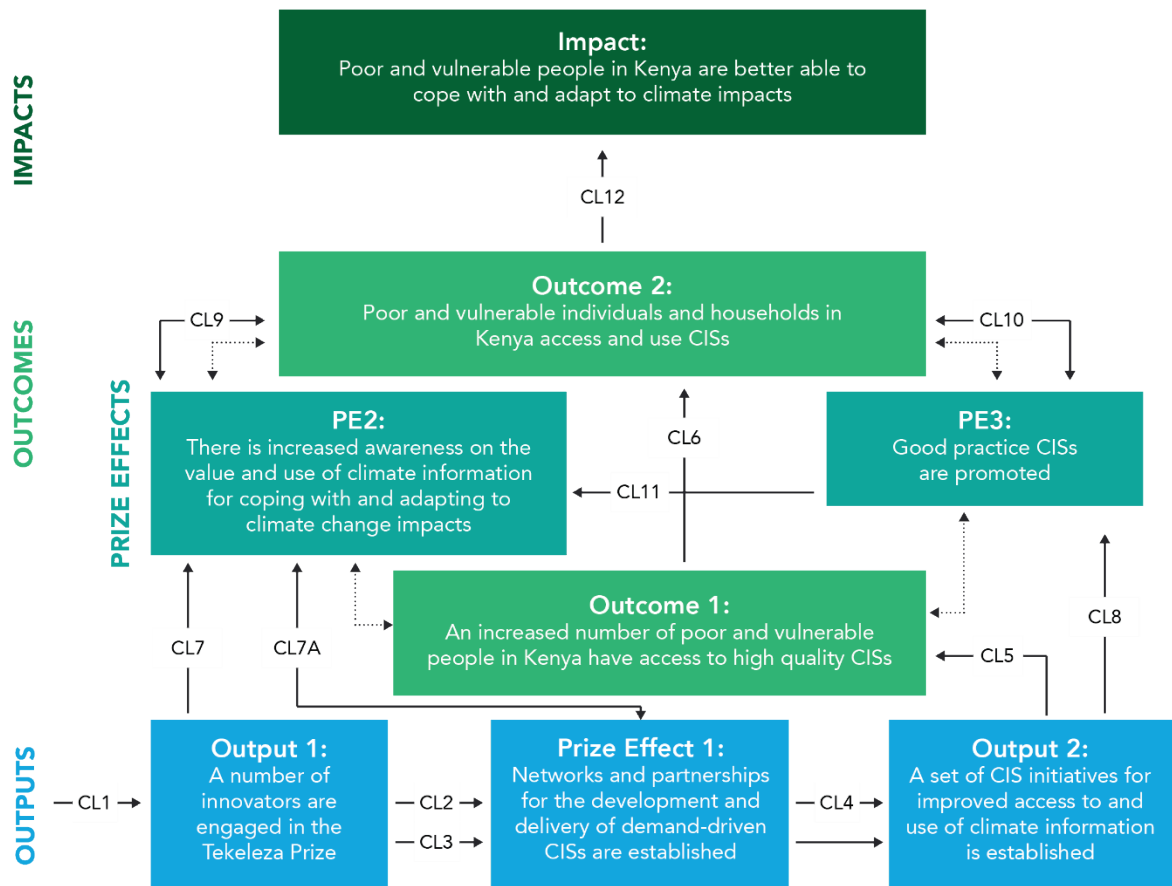 IMPACTS
Impact:
Poor and vulnerable people in Kenya are better able to
cope with and adapt to climate impacts
CL12
OUTCOMES
Outcome 2:
Poor and vulnerable individuals and households in
Kenya access and use CISs
CL9
CL10
PRIZE EFFECTS
PE2:
There is increased awareness on the
value and use of climate information
for coping with and adapting to
climate change impacts
CL6
CL11
PE3:
Good practice CISs
are promoted
Outcome 1:
An increased number of poor and vulnerable
people in Kenya have access to high quality CISs
CL7
CL7A
CL5
CL8
OUTPUTS
CL1
Output 1:
A number of
innovators are
engaged in the
Tekeleza Prize
CL2
CL3
Prize Effect 1:
Networks and partnerships
for the development and
delivery of demand-driven
CISs are established
CL4
Output 2:
A set of CIS initiatives for
improved access to and
use of climate information
is established